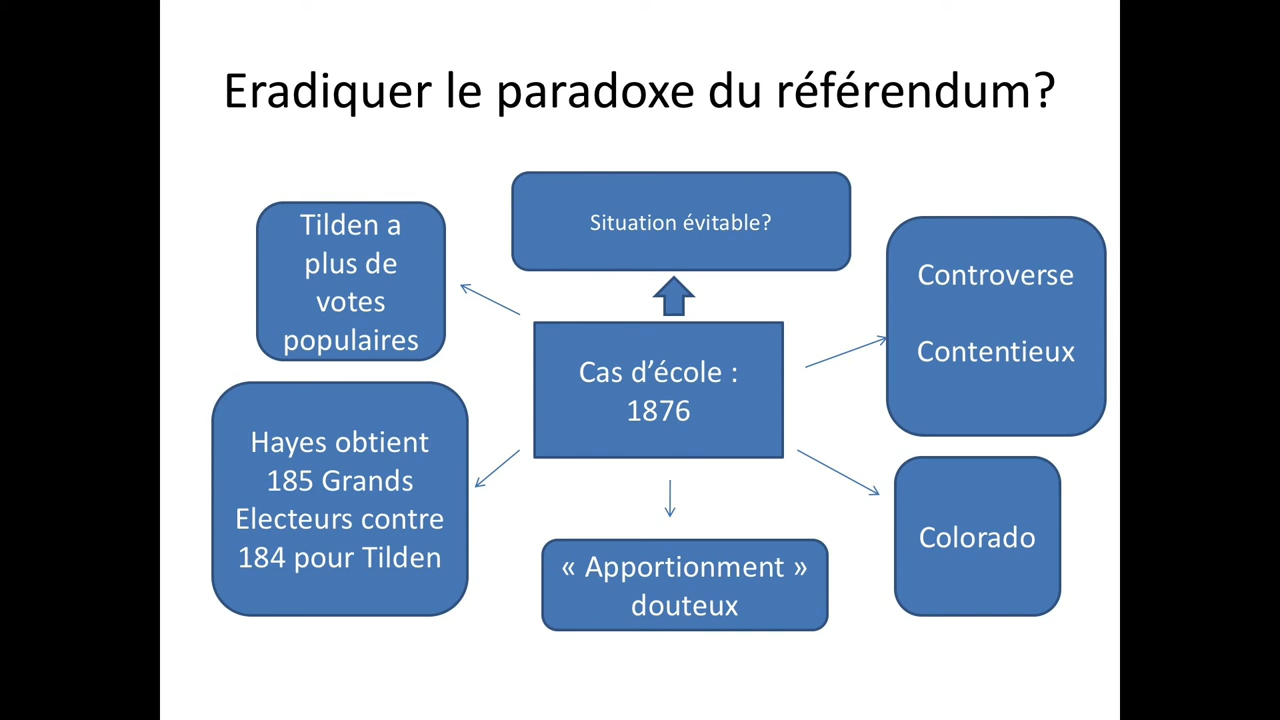 Eradiquer le paradoxe du référendum?
Situation évitable?
Tilden a
plus de
votes
populaires
Controverse
Contentieux
Cas d’école :
1876
Hayes obtient
185 Grands
Electeurs contre
184 pour Tilden
Colorado
« Apportionment »
douteux